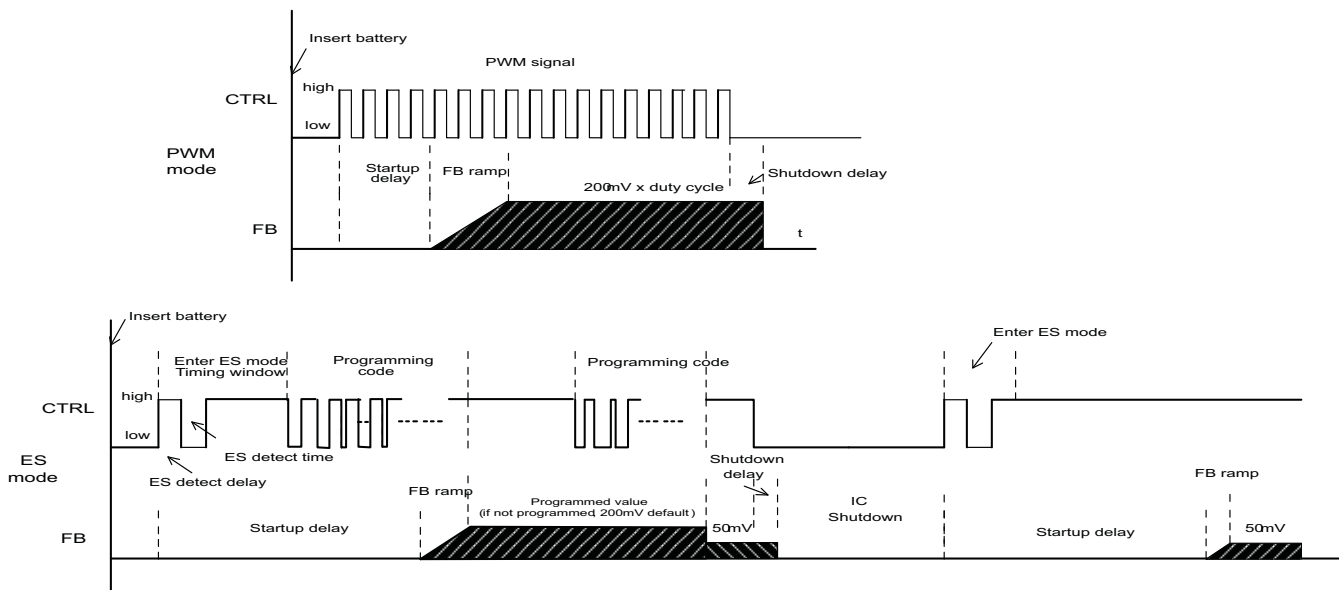 Insert battery
PWM signal
high
CTRL
low
PWM
mode
Startup
delay
FB ramp
200mV x duty cycle
Shutdown delay
FB
t
Insert battery
Enter ES mode
Enter ES mode
Timing window
Programming
code
Programming code
high
CTRL
low
ES detect time
ES
mode
ES detect delay
Shutdown
delay
FB ramp
FB ramp
Programmed value
(if not programmed, 200mV default)
IC
Shutdown
50mV
50mV
Startup delay
Startup delay
FB